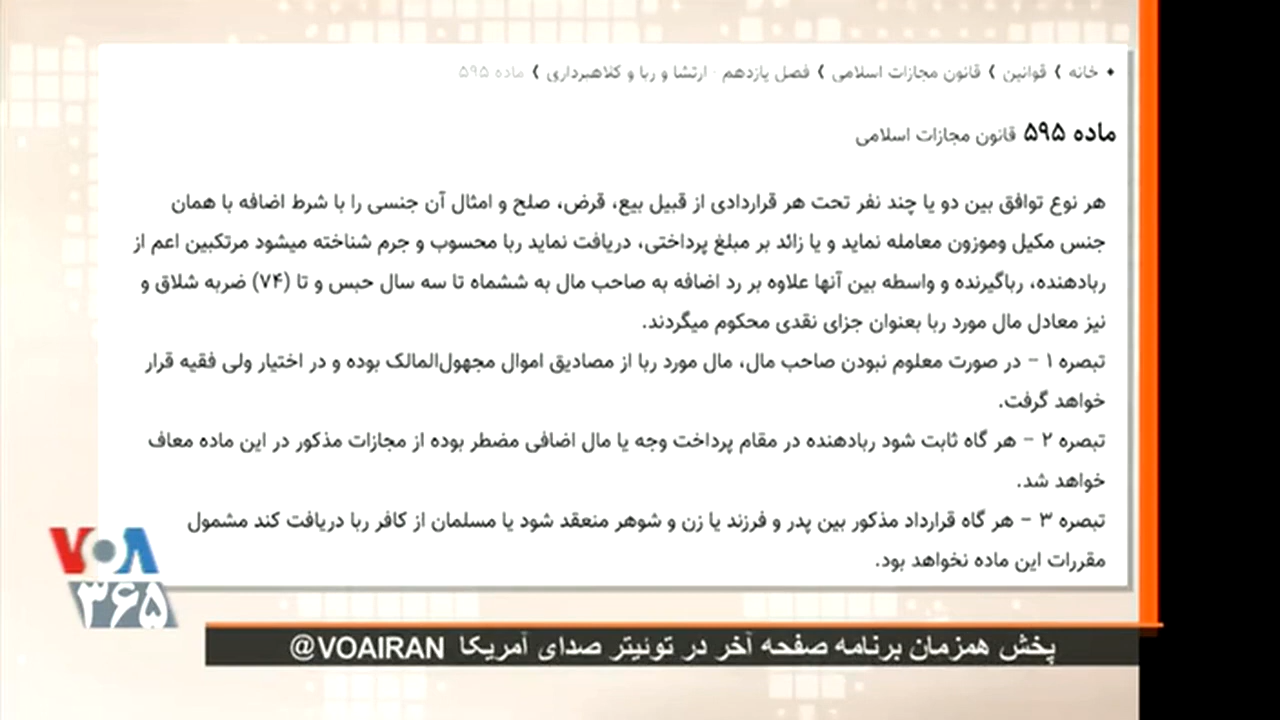 ♦ خانه ❭ قوانین ❭ قانون مجازات اسلامی ❭ فصل یازدهم - ارتشا و ربا و کلاهبرداری ❭ ماده ۵۹۵
ماده ۵۹۵ قانون مجازات اسلامی
هر نوع توافق بین دو یا چند نفر تحت هر قراردادی از قبیل بیع، قرض، صلح و امثال آن جنسی را با شرط اضافه با همان
جنس مکیل وموزون معامله نماید و یا زائد بر مبلغ پرداختی، دریافت نماید ربا محسوب و جرم شناخته میشود مرتکبین اعم از
ربادهنده، رباگیرنده و واسطه بین آنها علاوه بر رد اضافه به صاحب مال به ششماه تا سه سال حبس و تا (۷۴) ضربه شلاق و
نیز معادل مال مورد ربا بعنوان جزای نقدی محکوم میگردند.
تبصره ۱ – در صورت معلوم نبودن صاحب مال، مال مورد ربا از مصادیق اموال مجهول‌المالک بوده و در اختیار ولی فقیه قرار
خواهد گرفت.
تبصره ۲ – هر گاه ثابت شود ربادهنده در مقام پرداخت وجه یا مال اضافی مضطر بوده از مجازات مذکور در این ماده معاف
خواهد شد.
تبصره ۳ – هر گاه قرارداد مذکور بین پدر و فرزند یا زن و شوهر منعقد شود یا مسلمان از کافر ربا دریافت کند مشمول
مقررات این ماده نخواهد بود.
VOA
۳۶۵
پخش همزمان برنامه صفحه آخر در توئیتر صدای آمریکا @VOAIRAN